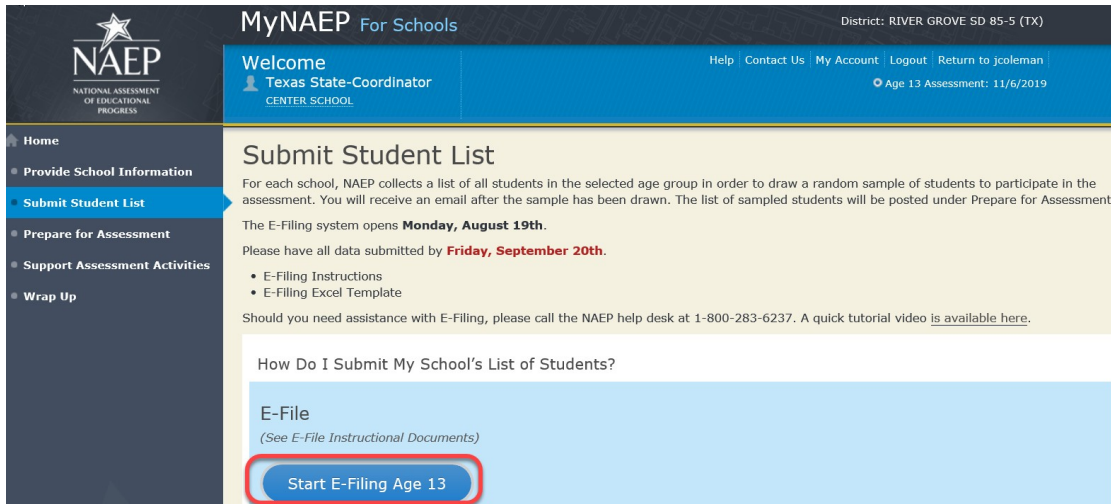 MyNAEP For Schools
District: RIVER GROVE SD 85-5 (TX)
NAEP
NATIONAL ASSESSMENT
OF EDUCATIONAL
PROGRESS
Welcome
Texas State-Coordinator
CENTER SCHOOL
Help Contact Us My Account Logout Return to jcoleman
Age 13 Assessment: 11/6/2019
Home
Provide School Information
Submit Student List
Prepare for Assessment
Support Assessment Activities
Wrap Up
Submit Student List
For each school, NAEP collects a list of all students in the selected age group in order to draw a random sample of students to participate in the
assessment. You will receive an email after the sample has been drawn. The list of sampled students will be posted under Prepare for Assessment
The E-Filing system opens Monday, August 19th.
Please have all data submitted by Friday, September 20th.
• E-Filing Instructions
• E-Filing Excel Template
Should you need assistance with E-Filing, please call the NAEP help desk at 1-800-283-6237. A quick tutorial video is available here.
How Do I Submit My School's List of Students?
E-File
(See E-File Instructional Documents)
Start E-Filing Age 13